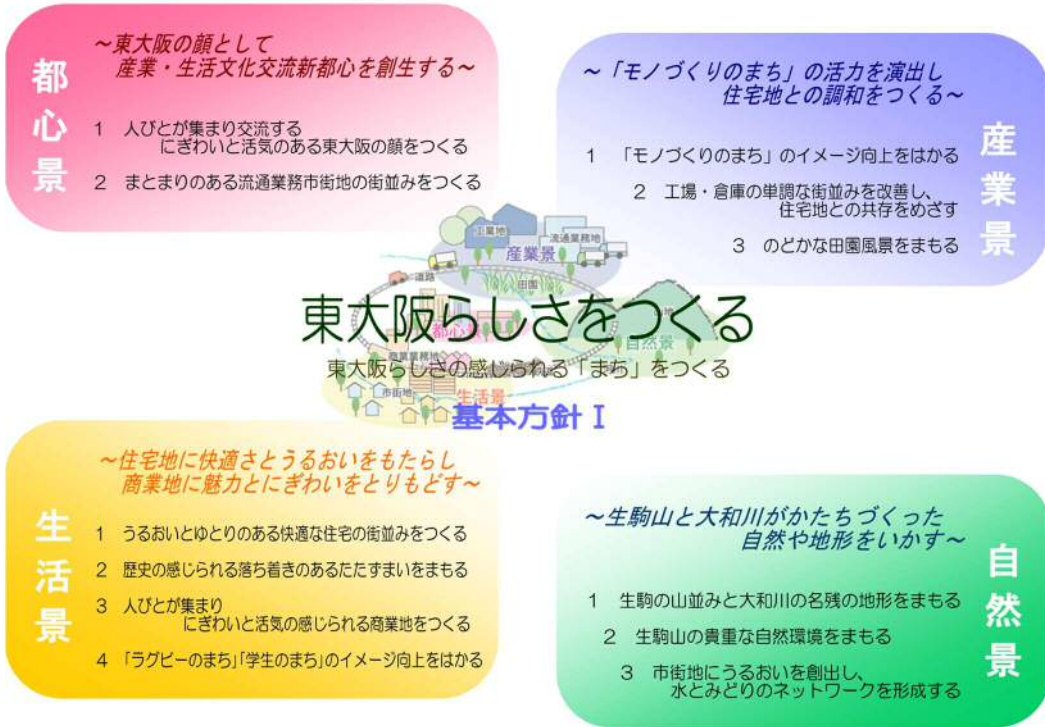 都心景
～東大阪の顔として
産業・生活文化交流新都心を創生する～
1 人びとが集まり交流する
にぎわいと活気のある東大阪の顔をつくる
2 まとまりのある流通業務市街地の街並みをつくる
産業景
～「モノづくりのまち」の活力を演出し
住宅地との調和をつくる～
1 「モノづくりのまち」のイメージ向上をはかる
2 工場・倉庫の単調な街並みを改善し、
住宅地との共存をめざす
3 のどかな田園風景をまもる
工業地
流通業務地
産業景
道路
田園
東大阪らしさをつくる
山地
都心景
自然景
商業業務地
東大阪らしさの感じられる「まち」をつくる
市街地
生活景
基本方針Ⅰ
生活景
～住宅地に快適さとうるおいをもたらし
商業地に魅力とにぎわいをとりもどす～
1 うるおいとゆとりのある快適な住宅の街並みをつくる
2 歴史の感じられる落ち着きのあるたたずまいをまもる
3 人びとが集まり
にぎわいと活気の感じられる商業地をつくる
4 「ラグビーのまち」「学生のまち」のイメージ向上をはかる
自然景
～生駒山と大和川がかたちづくった
自然や地形をいかす～
1 生駒の山並みと大和川の名残の地形をまもる
2 生駒山の貴重な自然環境をまもる
3 市街地にうるおいを創出し、
水とみどりのネットワークを形成する